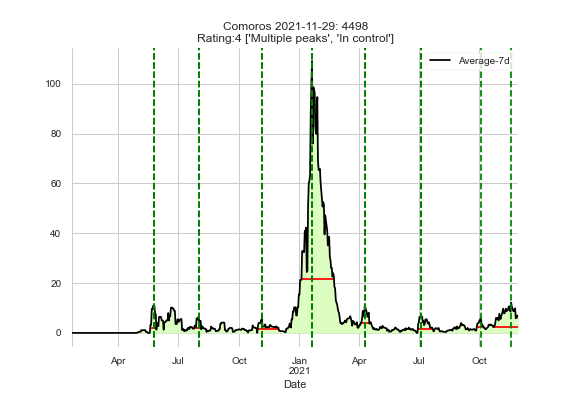 Comoros 2021-11-29: 4498
Rating:4 ['Multiple peaks', 'In control']
Average-7d
100
80
60
40
20
0
Apr Jul Oct Jan Apr Jul Oct
2021
Date